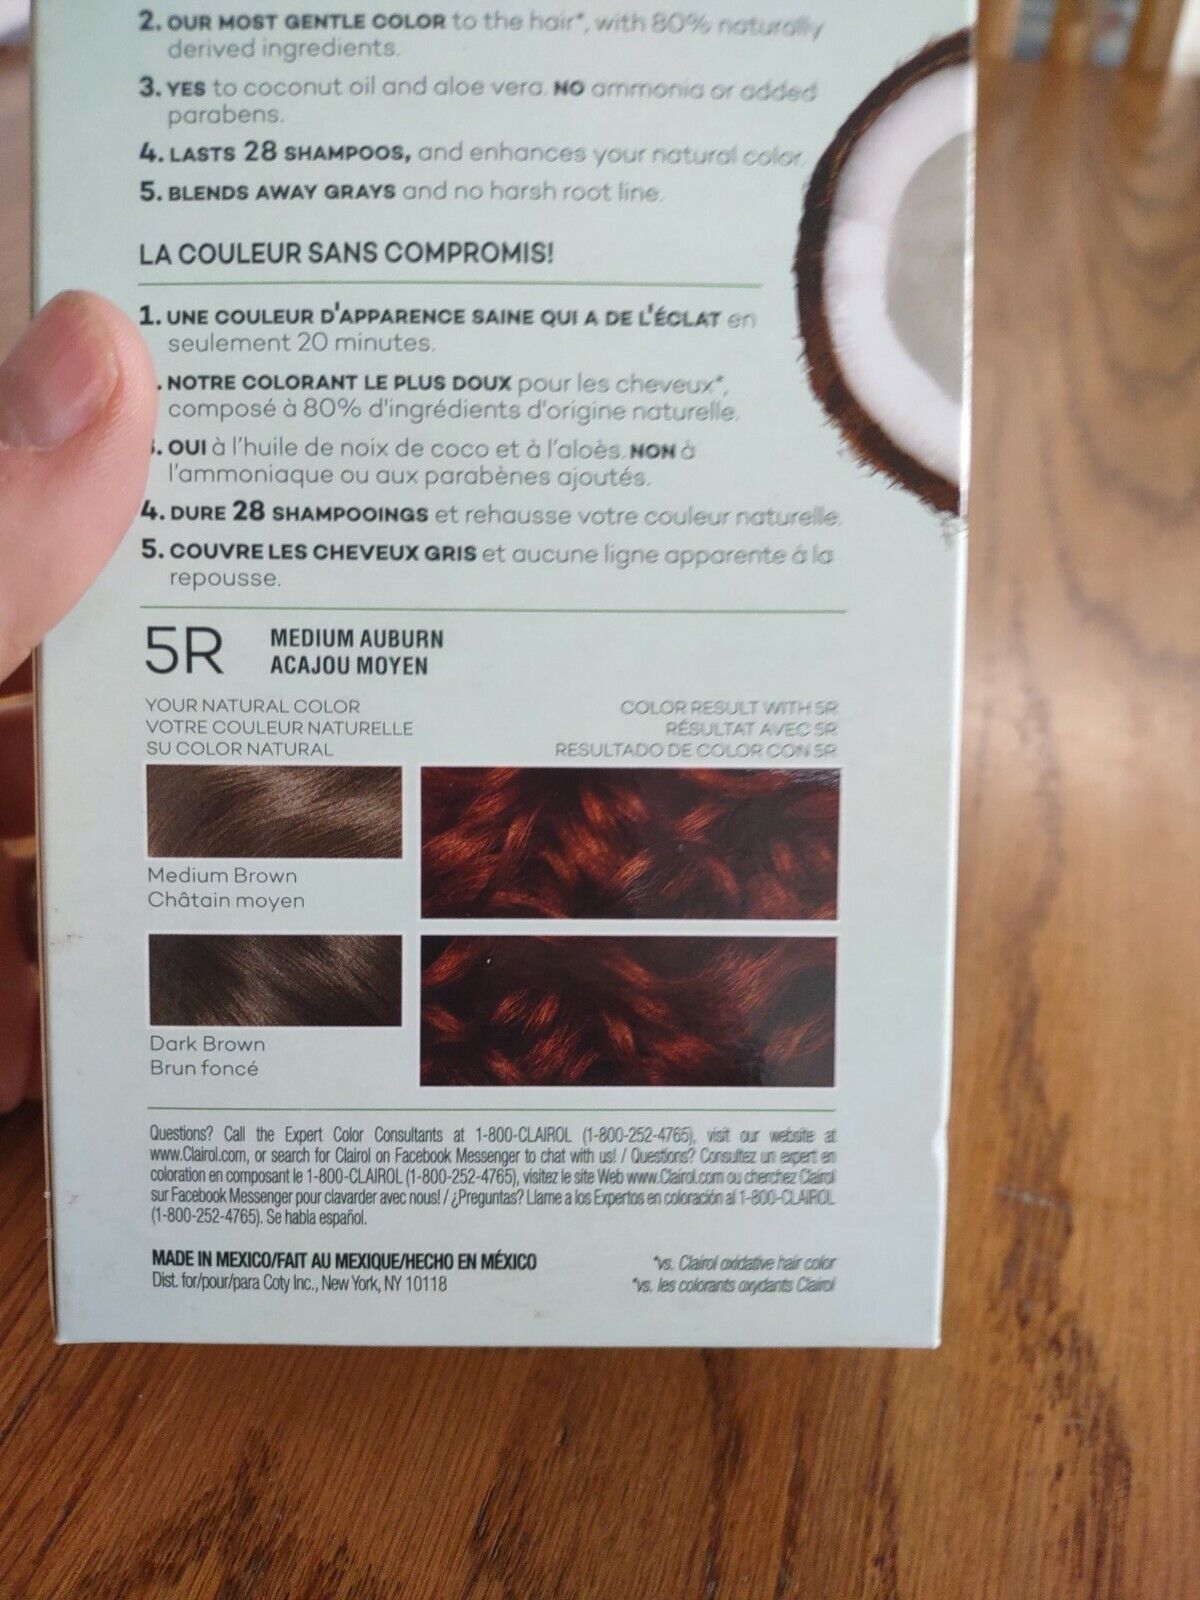 2. OUR MOST GENTLE COLOR to the hair*, with 80% naturally
derived ingredients.
3. YES to coconut oil and aloe vera. NO ammonia or added
parabens.
4. LASTS 28 SHAMPOOS, and enhances your natural color.
5. BLENDS AWAY GRAYS and no harsh root line.
LA COULEUR SANS COMPROMIS!
1. UNE COULEUR D'APPARENCE SAINE QUI A DE L'ÉCLAT en
seulement 20 minutes.
. NOTRE COLORANT LE PLUS DOUX pour les cheveux*,
composé à 80% d'ingrédients d'origine naturelle.
. OUI à l'huile de noix de coco et à l'aloès. NON à
l'ammoniaque ou aux parabènes ajoutés.
4. DURE 28 SHAMPOOINGS et rehausse votre couleur naturelle.
5. COUVRE LES CHEVEUX GRIS et aucune ligne apparente à la
repousse.
5R MEDIUM AUBURN
ACAJOU MOYEN
YOUR NATURAL COLOR
VOTRE COULEUR NATURELLE
SU COLOR NATURAL
COLOR RESULT WITH 5R
RÉSULTAT AVEC 5R
RESULTADO DE COLOR CON 5R
Medium Brown
Châtain moyen
Dark Brown
Brun foncé
Questions? Call the Expert Color Consultants at 1-800-CLAIROL (1-800-252-4765), visit our website at
www.Clairol.com, or search for Clairol on Facebook Messenger to chat with us! / Questions? Consultez un expert en
coloration en composant le 1-800-CLAIROL (1-800-252-4765), visitez le site Web www.Clairol.com ou cherchez Clairol
sur Facebook Messenger pour clavarder avec nous! / ¿Preguntas? Llame a los Expertos en coloración al 1-800-CLAIROL
(1-800-252-4765). Se habla español.
MADE IN MEXICO/FAIT AU MEXIQUE/HECHO EN MÉXICO
Dist. for/pour/para Coty Inc., New York, NY 10118
*vs. Clairol oxidative hair color
*vs. les colorants oxydants Clairol